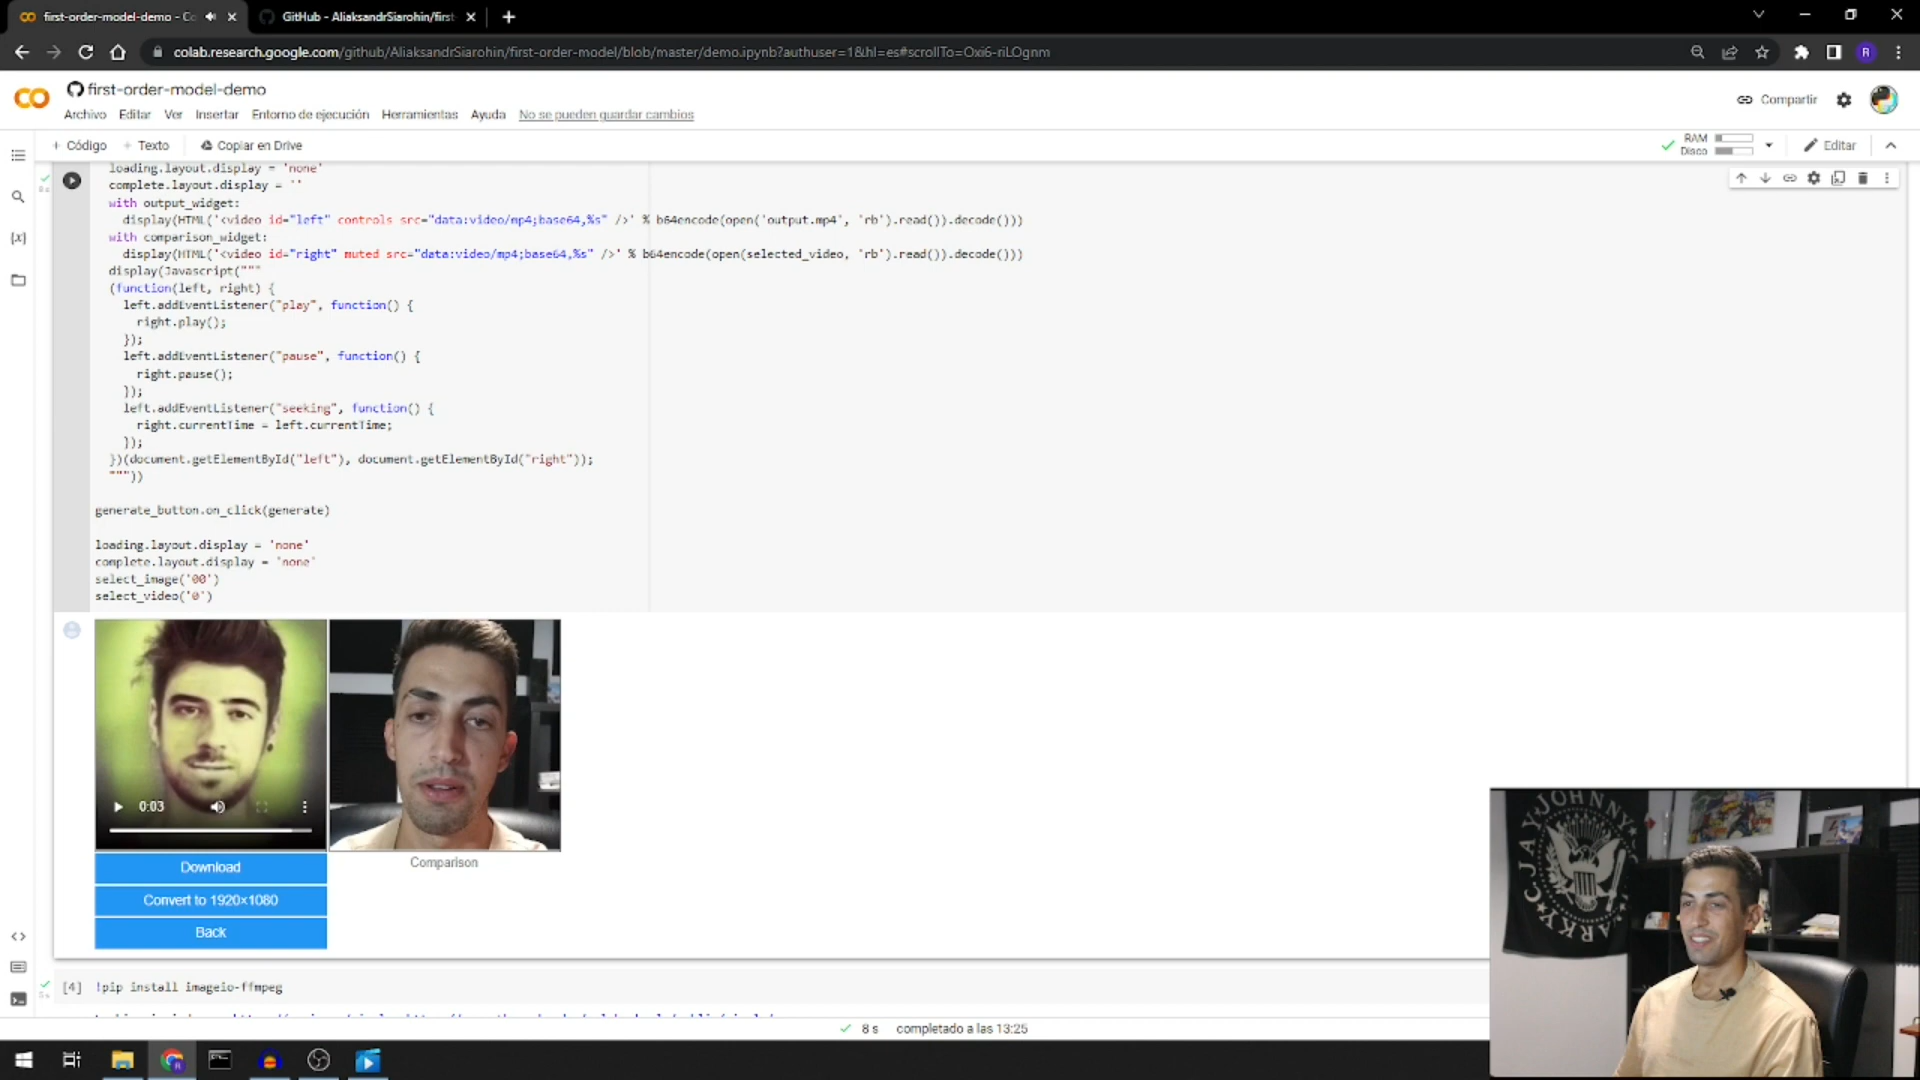 first-order-model-demo - Co
GitHub - AliaksandrSiarohin/first
colab.research.google.com/github/AliaksandrSiarohin/first-order-model/blob/master/demo.ipynb?authuser=1&hl=es#scrollTo=Oxi6-riLOgnm
R
first-order-model-demo
Compartir
Archivo Editar Ver Insertar Entorno de ejecución Herramientas Ayuda No se pueden guardar cambios
+ Código + Texto Copiar en Drive
RAM
Disco
Editar
loading.layout.display = 'none'
complete.layout.display = ''
with output_widget:
display(HTML('<video id="left" controls src="data:video/mp4;base64,%s" />' % b64encode(open('output.mp4', 'rb').read()).decode()))
with comparison_widget:
display(HTML('<video id="right" muted src="data:video/mp4;base64,%s" />' % b64encode(open(selected_video, 'rb').read()).decode()))
display(Javascript("""
(function(left, right) {
left.addEventListener("play", function() {
right.play();
});
left.addEventListener("pause", function() {
right.pause();
});
left.addEventListener("seeking", function() {
right.currentTime = left.currentTime;
});
})(document.getElementById("left"), document.getElementById("right"));
"""))
generate_button.on_click(generate)
loading.layout.display = 'none'
complete.layout.display = 'none'
select_image('00')
select_video('0')
0:03
Comparison
Download
Convert to 1920×1080
Back
[4] !pip install imageio-ffmpeg
8 s completado a las 13:25
JOHNNY